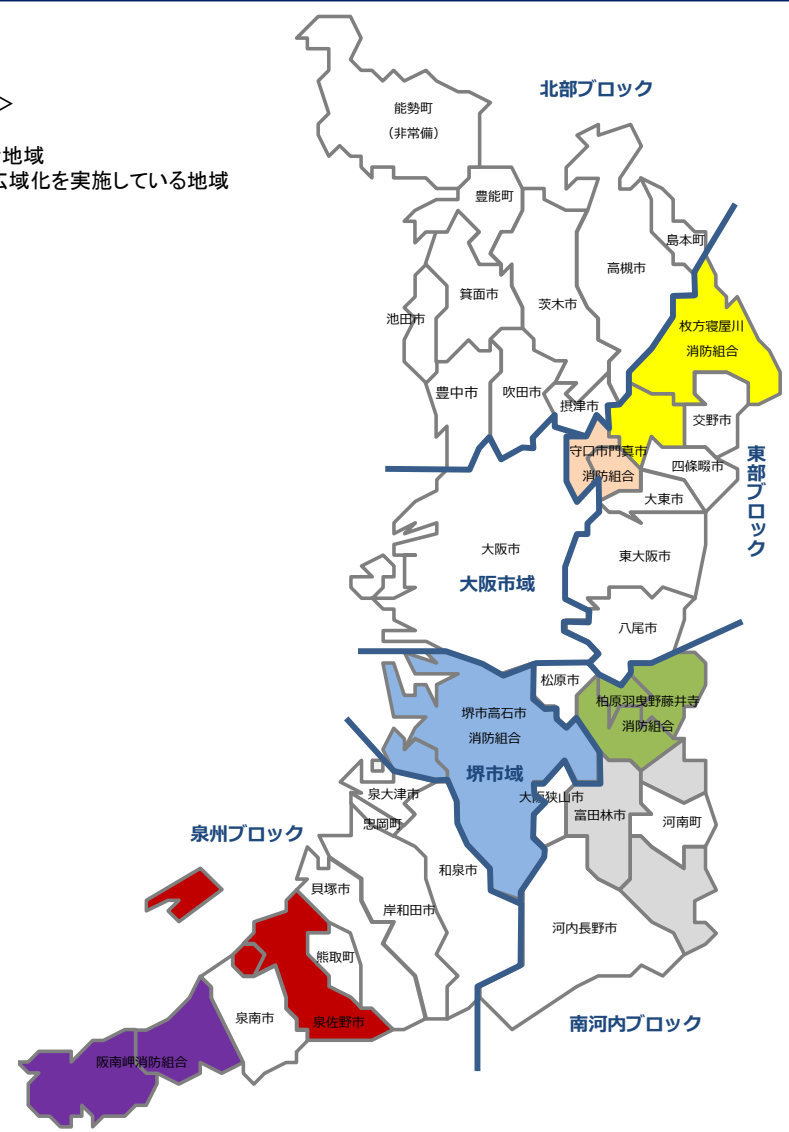 ＞
地域
広域化を実施している地域
北部ブロック
能勢町
（非常備）
豊能町
島本町
高槻市
箕面市
茨木市
池田市
枚方寝屋川
消防組合
豊中市
吹田市
摂津市
交野市
守口市門真市
消防組合
四條畷市
東部ブロック
大東市
大阪市
東大阪市
大阪市域
八尾市
松原市
柏原羽曳野藤井寺
消防組合
堺市高石市
消防組合
堺市域
泉大津市
大阪狭山市
富田林市
河南町
忠岡町
泉州ブロック
和泉市
貝塚市
岸和田市
河内長野市
熊取町
泉南市
泉佐野市
南河内ブロック
阪南岬消防組合